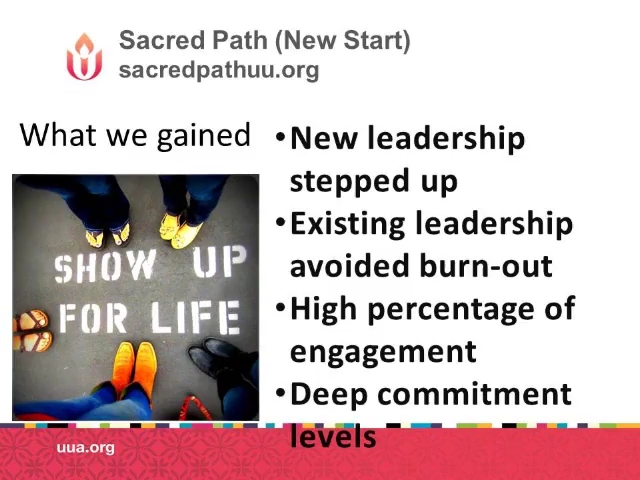 Sacred Path (New Start)
sacredpathuu.org
What we gained
SHOW UP
FOR LIFE
•New leadership
stepped up
•Existing leadership
avoided burn-out
•High percentage of
engagement
•Deep commitment
levels
uua.org